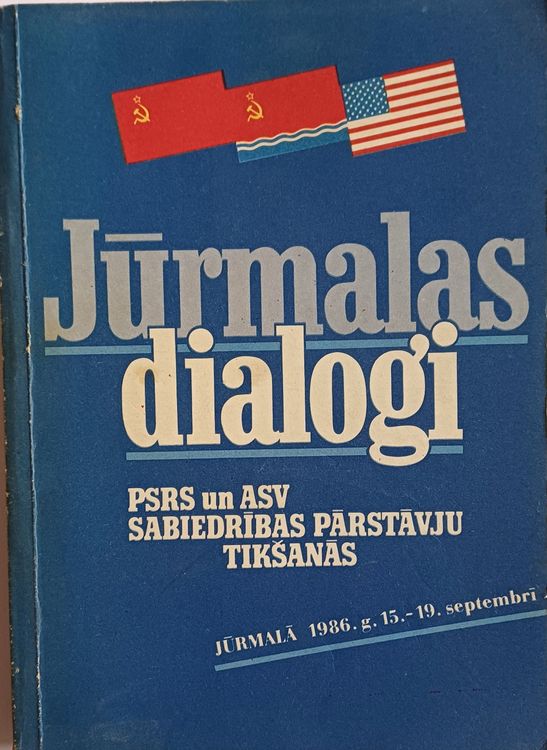 Jūrmalas
dialogi
PSRS un ASV
SABIEDRĪBAS PĀRSTĀVJU
TIKŠANĀS
JŪRMALĀ 1986. g. 15.-19. septembrī